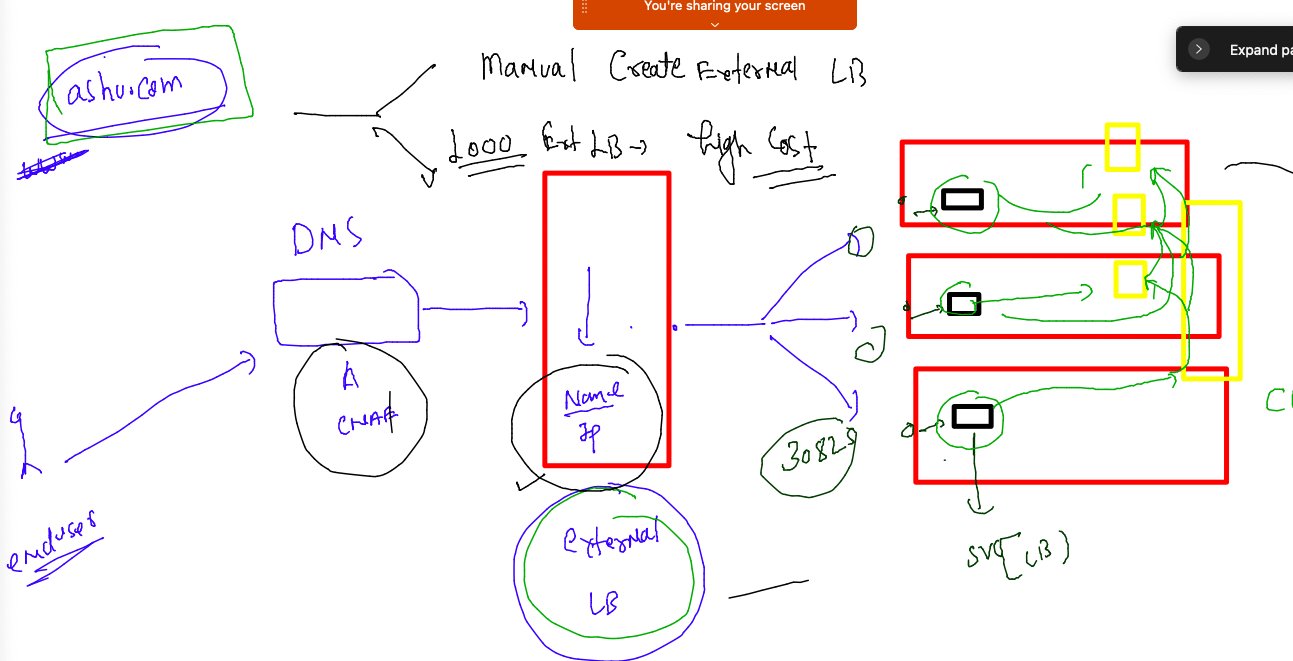 You're sharing your screen
Expand pa
ashu.com
Manual Create External LB
1000 Ext LB → high Cost
DNS
A
CNAME
Name
IP
30825
enduser
external
LB
svc [LB)